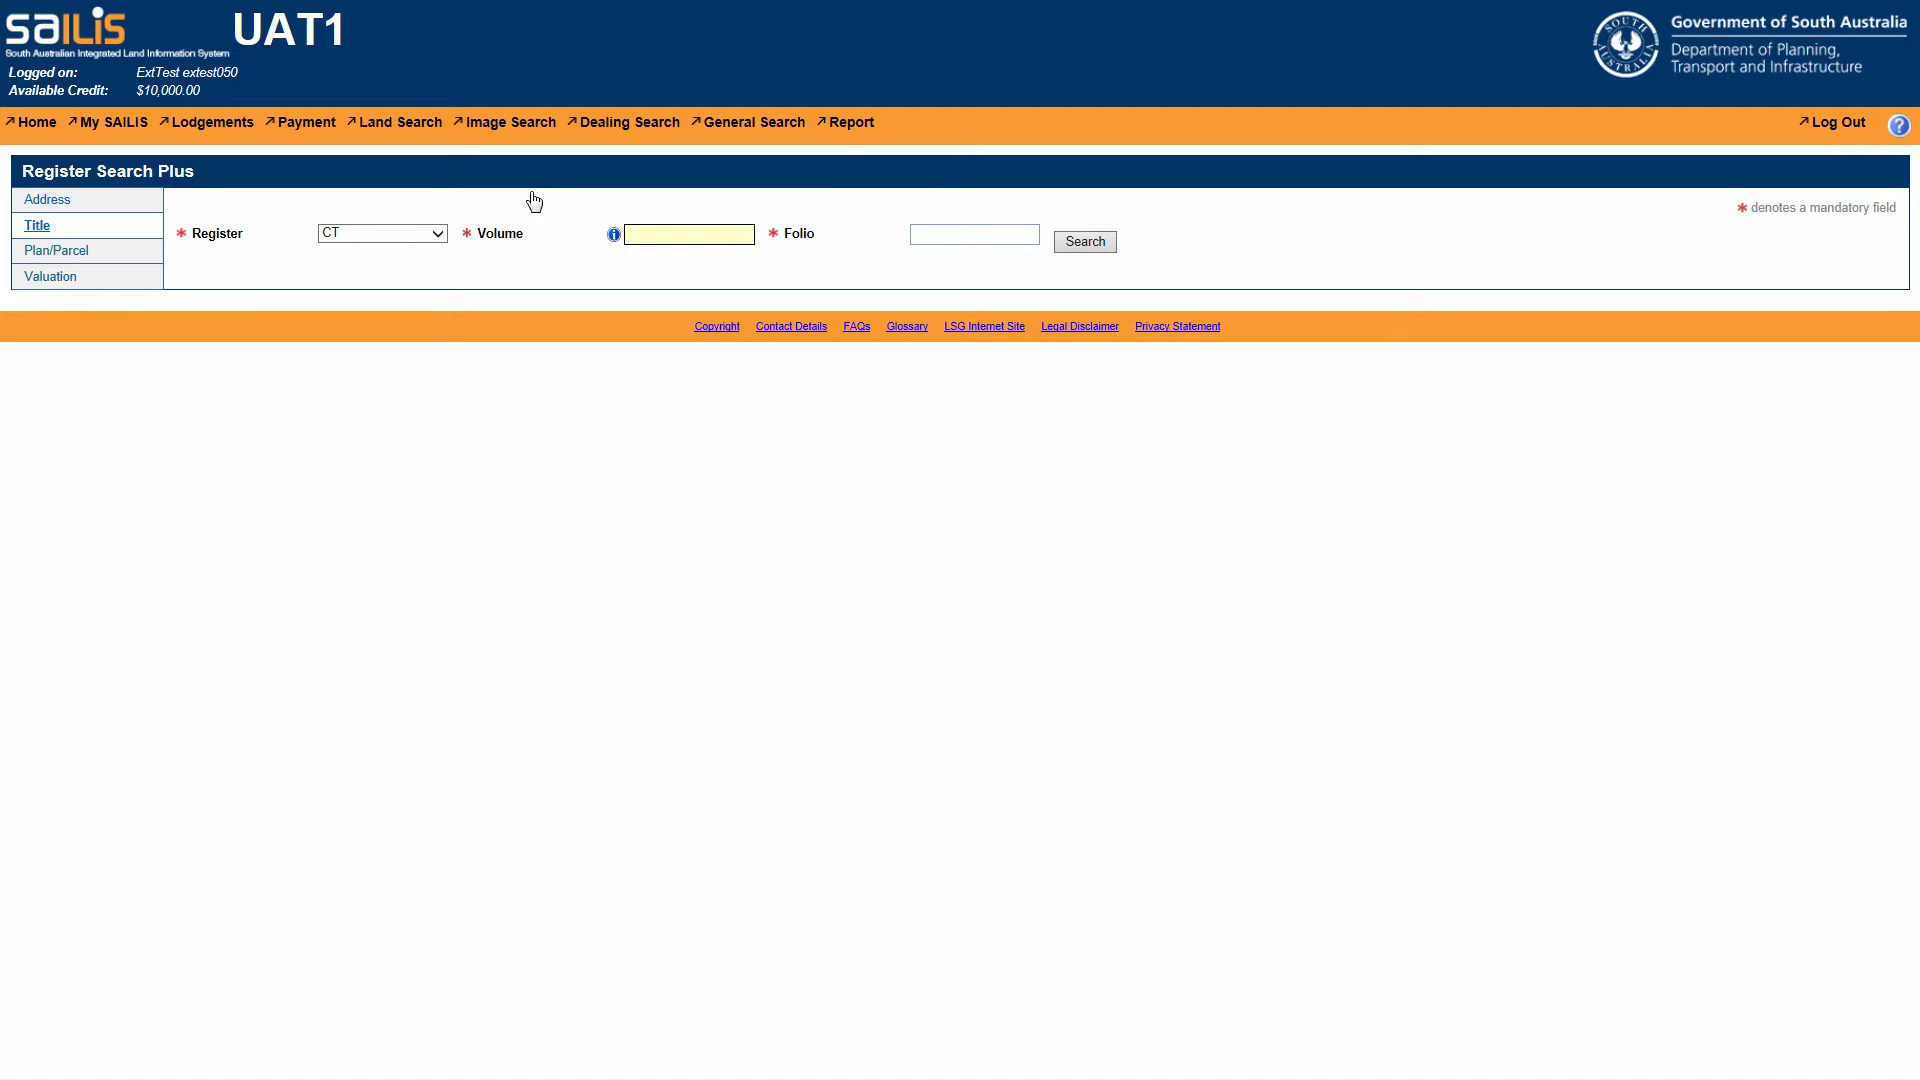 saILIS UAT1
South Australian Integrated Land Information System
Logged on: ExtTest extest050
Available Credit: $10,000.00
SOUTH AUSTRALIA
Government of South Australia
Department of Planning,
Transport and Infrastructure
Home My SAILIS Lodgements Payment Land Search Image Search Dealing Search General Search Report Log Out ?
Register Search Plus
Address
Title
Plan/Parcel
Valuation
* denotes a mandatory field
* Register CT * Volume i * Folio Search
Copyright Contact Details FAQs Glossary LSG Internet Site Legal Disclaimer Privacy Statement